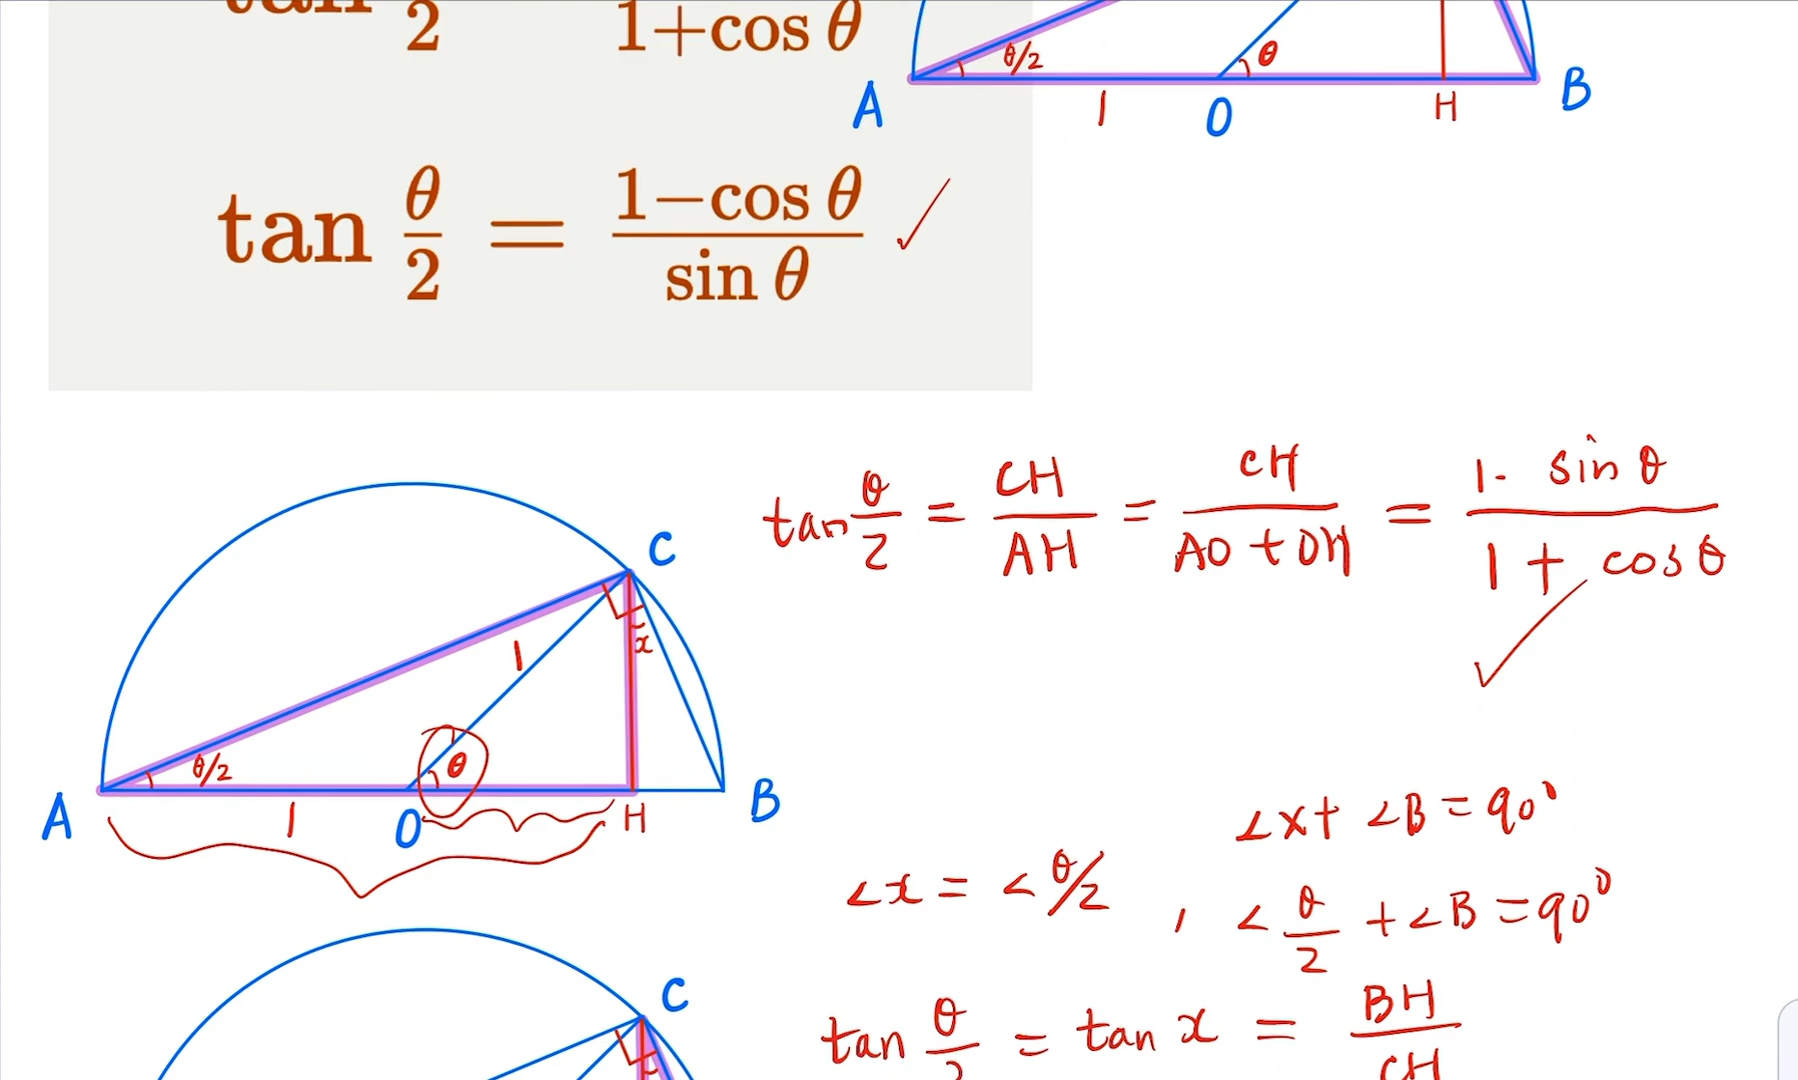 tan θ/2 1+cos θ
θ/2 θ
A 1 O H B
tan θ/2 = 1−cos θ / sin θ ✓
tan θ/2 = CH/AH = CH/AO + OH = 1· sin θ / 1 + cos θ ✓
C
x
1
θ/2 θ
A 1 O H B
∠x + ∠B = 90°
∠x = ∠θ/2 , ∠θ/2 + ∠B = 90°
C
tan θ/2 = tan x = BH/CH